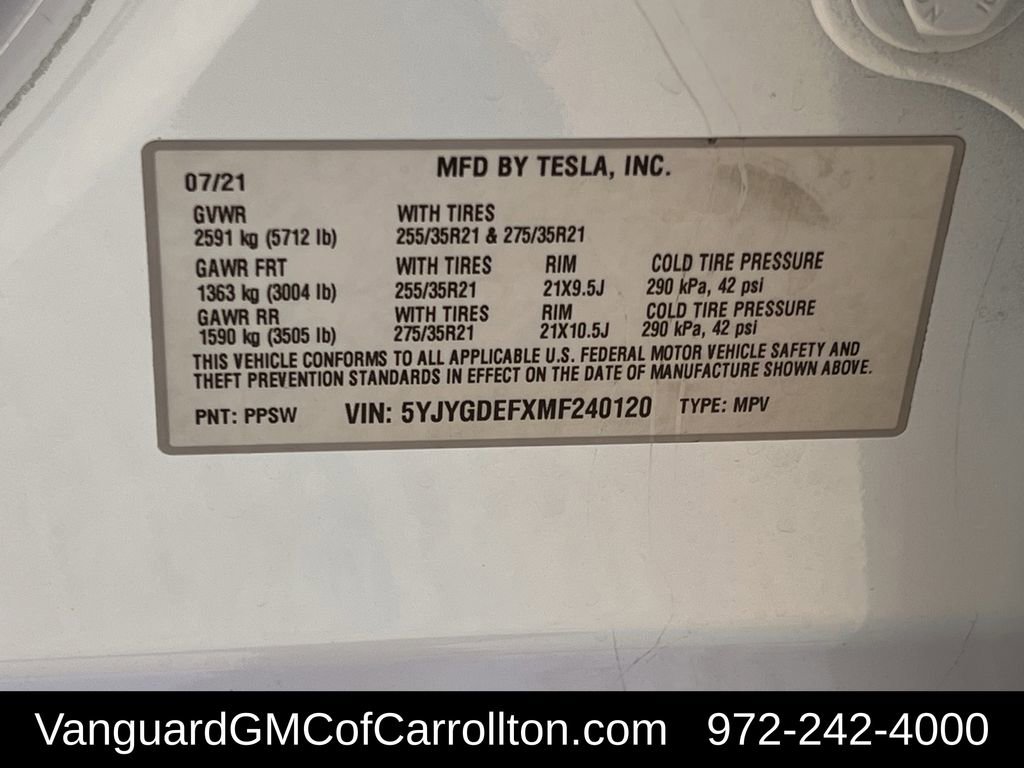 MFD BY TESLA, INC.
07/21
GVWR WITH TIRES
2591 kg (5712 lb) 255/35R21 & 275/35R21
GAWR FRT WITH TIRES RIM COLD TIRE PRESSURE
1363 kg (3004 lb) 255/35R21 21X9.5J 290 kPa, 42 psi
GAWR RR WITH TIRES RIM COLD TIRE PRESSURE
1590 kg (3505 lb) 275/35R21 21X10.5J 290 kPa, 42 psi
THIS VEHICLE CONFORMS TO ALL APPLICABLE U.S. FEDERAL MOTOR VEHICLE SAFETY AND
THEFT PREVENTION STANDARDS IN EFFECT ON THE DATE OF MANUFACTURE SHOWN ABOVE.
PNT: PPSW VIN: 5YJYGDEFXMF240120 TYPE: MPV
VanguardGMCofCarrollton.com 972-242-4000